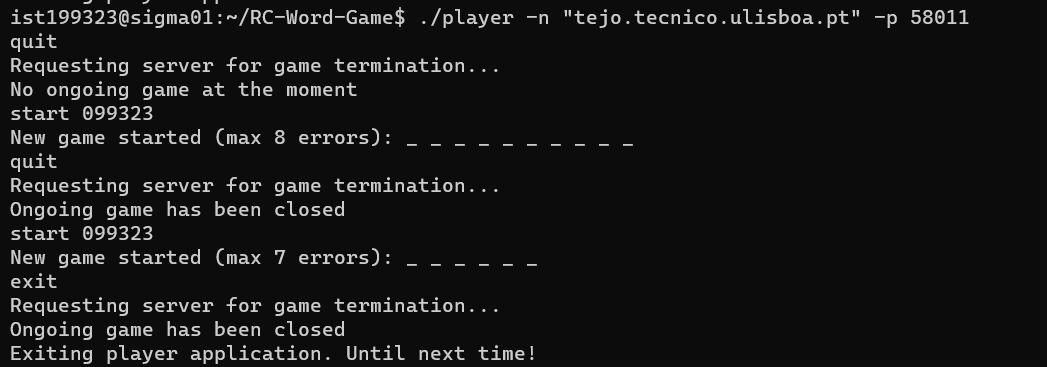 ist199323@sigma01:~/RC-Word-Game$ ./player -n "tejo.tecnico.ulisboa.pt" -p 58011
quit
Requesting server for game termination...
No ongoing game at the moment
start 099323
New game started (max 8 errors): _ _ _ _ _ _ _ _ _ _
quit
Requesting server for game termination...
Ongoing game has been closed
start 099323
New game started (max 7 errors): _ _ _ _ _ _
exit
Requesting server for game termination...
Ongoing game has been closed
Exiting player application. Until next time!